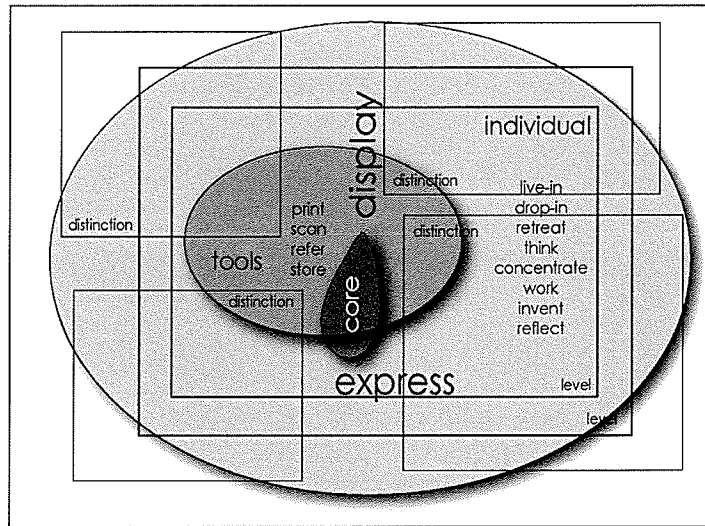 display
individual
distinction
live-in
drop-in
retreat
think
concentrate
work
invent
reflect
distinction
distinction
print
scan
refer
store
tools
distinction
core
express
level
level